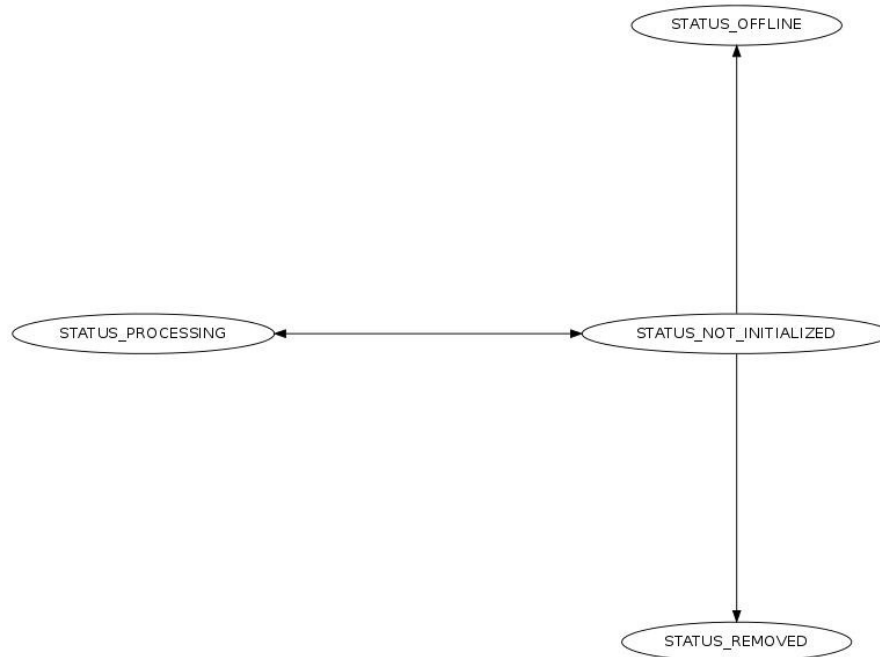 STATUS_OFFLINE
STATUS_PROCESSING
STATUS_NOT_INITIALIZED
STATUS_REMOVED